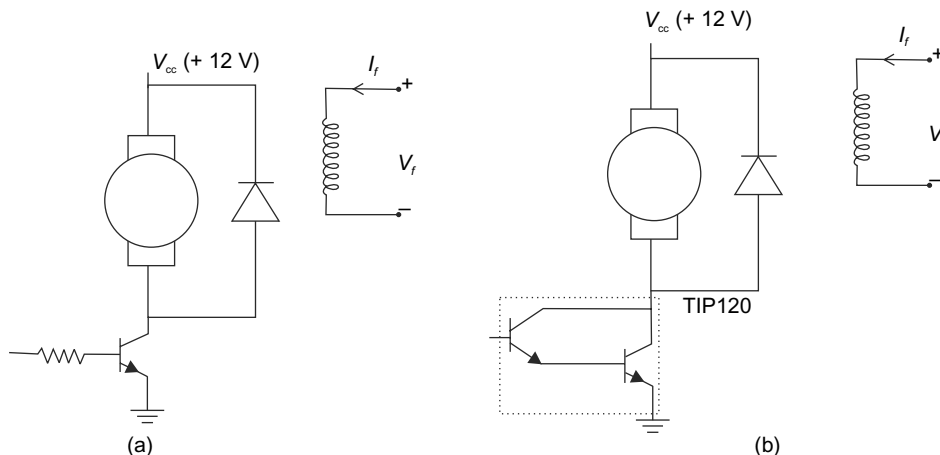 V_cc (+ 12 V)
I_f
+
V_f
–
(a)
V_cc (+ 12 V)
I_f
+
V
–
TIP120
(b)